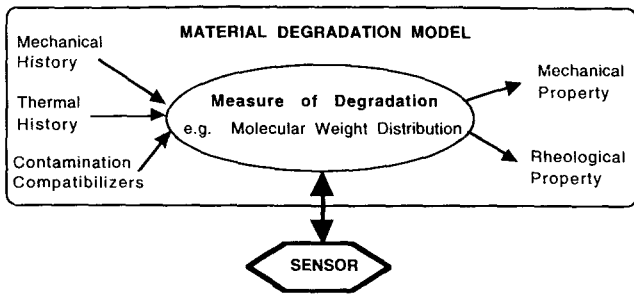 MATERIAL DEGRADATION MODEL
Mechanical
History
Thermal
History
Contamination
Compatibilizers
Measure of Degradation
e.g. Molecular Weight Distribution
Mechanical
Property
Rheological
Property
SENSOR